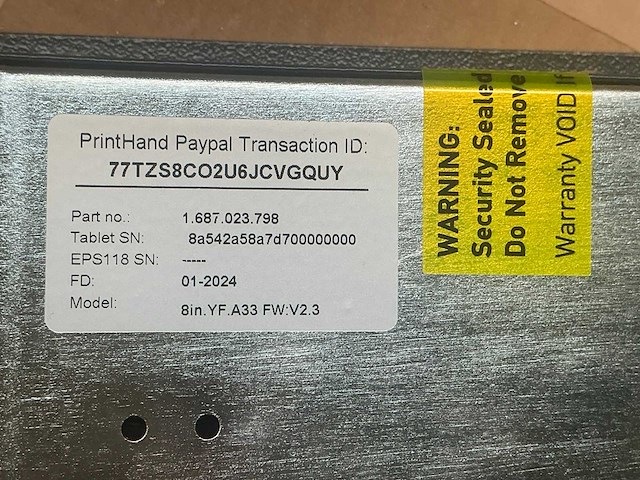 PrintHand Paypal Transaction ID:
77TZS8CO2U6JCVGQUY
Part no.: 1.687.023.798
Tablet SN: 8a542a58a7d700000000
EPS118 SN: -----
FD: 01-2024
Model: 8in.YF.A33 FW:V2.3
WARNING:
Security Sealed
Do Not Remove
Warranty VOID if